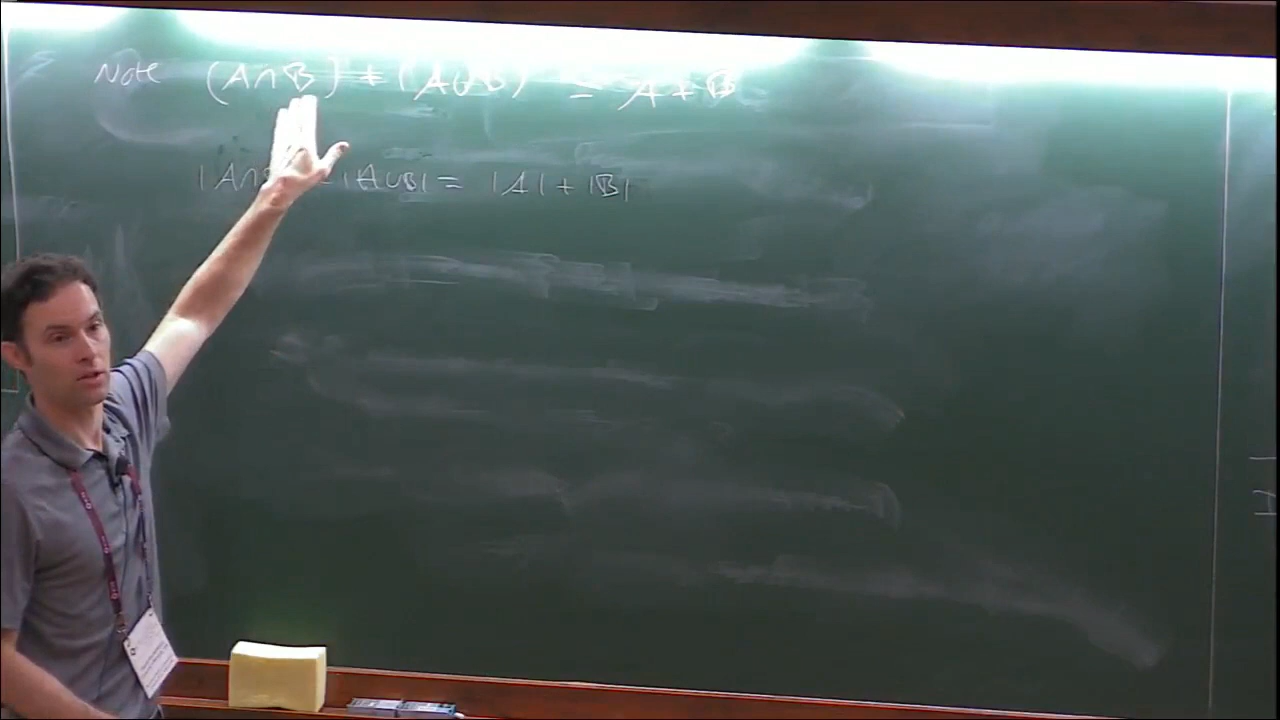 Note (A∩B) + (A∪B) = A + B
|A∩B| + |A∪B| = |A| + |B|